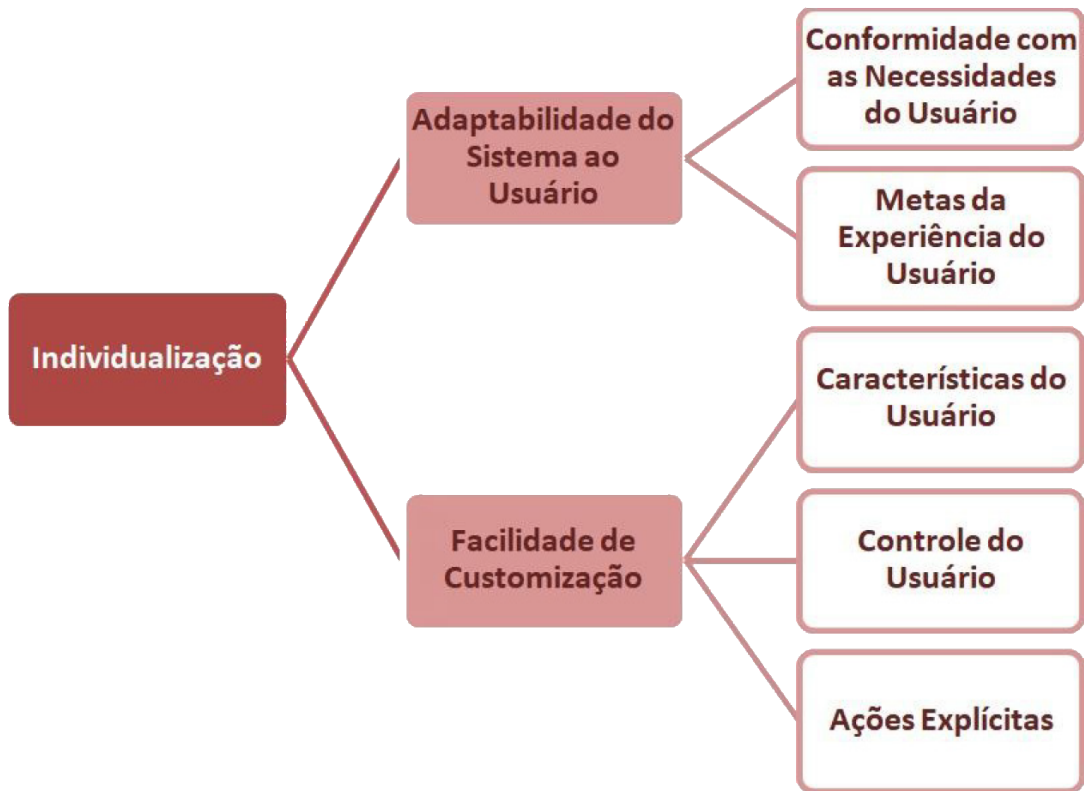 Individualização
Adaptabilidade do
Sistema ao
Usuário
Conformidade com
as Necessidades
do Usuário
Metas da
Experiência do
Usuário
Facilidade de
Customização
Características do
Usuário
Controle do
Usuário
Ações Explícitas